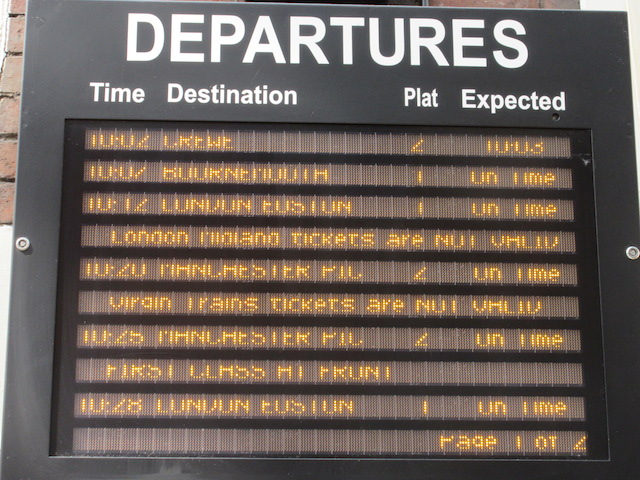 DEPARTURES
Time Destination Plat Expected
10:02 CREWE 2 10:03
10:07 BOURNEMOUTH 1 On Time
10:12 LONDON EUSTON 1 On Time
London Midland tickets are NOT VALID
10:20 MANCHESTER PIC 2 On Time
Virgin Trains tickets are NOT VALID
10:25 MANCHESTER PIC 2 On Time
FIRST CLASS AT FRONT
10:28 LONDON EUSTON 1 On Time
Page 1 of 2